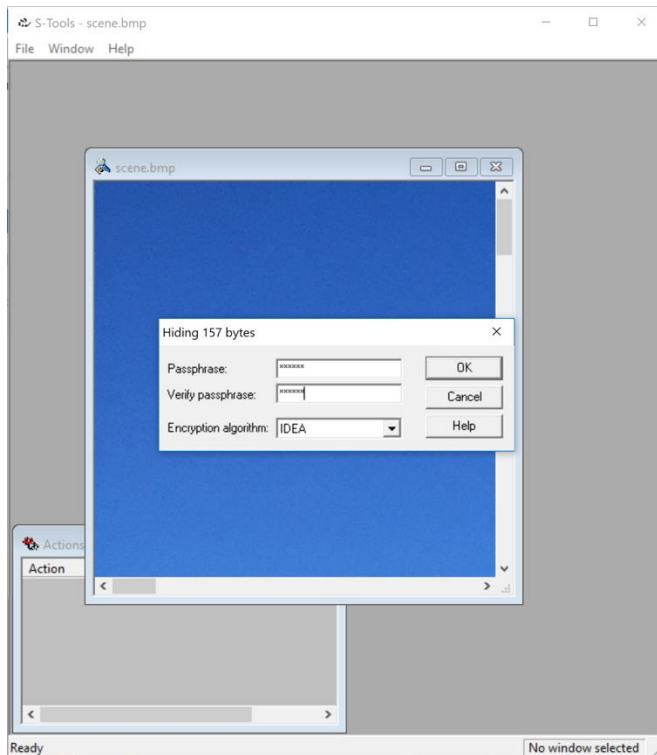 S-Tools - scene.bmp
File Window Help
scene.bmp
Hiding 157 bytes
Passphrase: ******
OK
Verify passphrase: ******
Cancel
Encryption algorithm: IDEA
Help
Actions
Action
Ready
No window selected